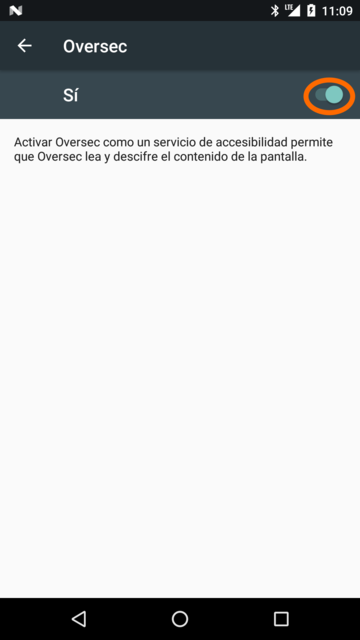 LTE 11:09
Oversec
Sí
Activar Oversec como un servicio de accesibilidad permite
que Oversec lea y descifre el contenido de la pantalla.